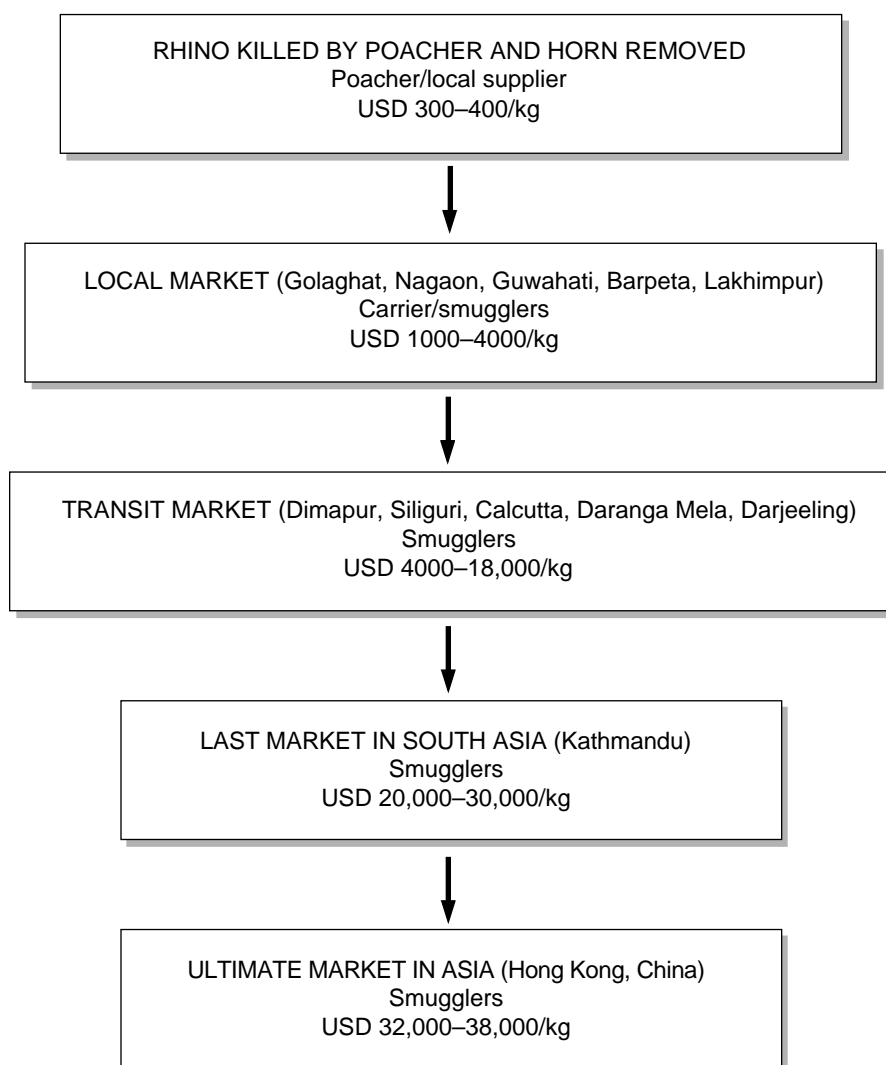 RHINO KILLED BY POACHER AND HORN REMOVED
Poacher/local supplier
USD 300–400/kg
LOCAL MARKET (Golaghat, Nagaon, Guwahati, Barpeta, Lakhimpur)
Carrier/smugglers
USD 1000–4000/kg
TRANSIT MARKET (Dimapur, Siliguri, Calcutta, Daranga Mela, Darjeeling)
Smugglers
USD 4000–18,000/kg
LAST MARKET IN SOUTH ASIA (Kathmandu)
Smugglers
USD 20,000–30,000/kg
ULTIMATE MARKET IN ASIA (Hong Kong, China)
Smugglers
USD 32,000–38,000/kg